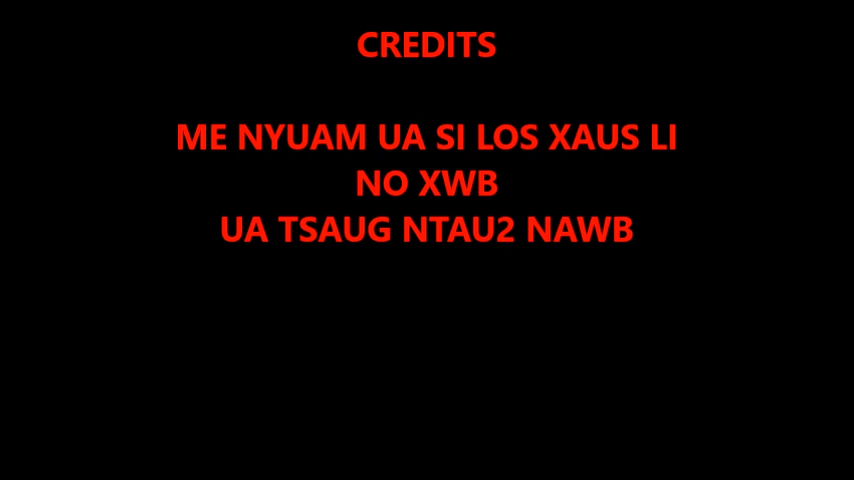 CREDITS
ME NYUAM UA SI LOS XAUS LI
NO XWB
UA TSAUG NTAU2 NAWB